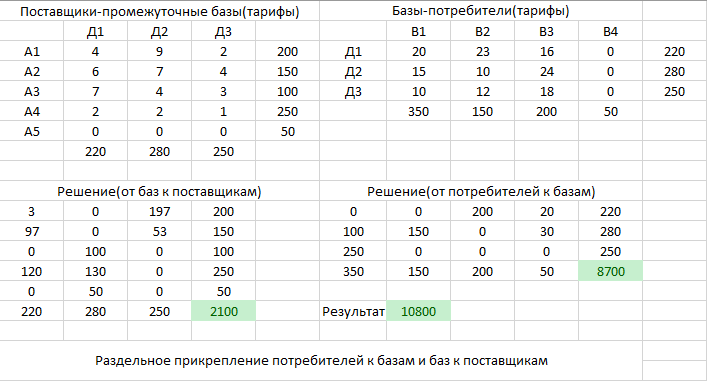 Поставщики-промежуточные базы(тарифы) Базы-потребители(тарифы)
Д1 Д2 Д3 В1 В2 В3 В4
А1 4 9 2 200 Д1 20 23 16 0 220
А2 6 7 4 150 Д2 15 10 24 0 280
А3 7 4 3 100 Д3 10 12 18 0 250
А4 2 2 1 250 350 150 200 50
А5 0 0 0 50
220 280 250
Решение(от баз к поставщикам) Решение(от потребителей к базам)
3 0 197 200 0 0 200 20 220
97 0 53 150 100 150 0 30 280
0 100 0 100 250 0 0 0 250
120 130 0 250 350 150 200 50 8700
0 50 0 50
220 280 250 2100 Результат 10800
Раздельное прикрепление потребителей к базам и баз к поставщикам